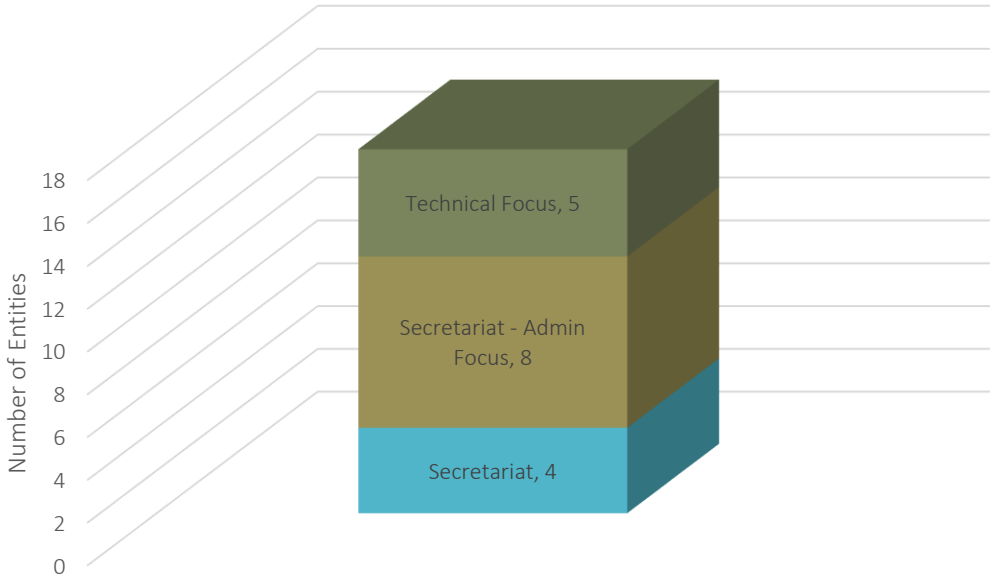 Number of Entities
18
16
14
12
10
8
6
4
2
0
Technical Focus, 5
Secretariat - Admin
Focus, 8
Secretariat, 4